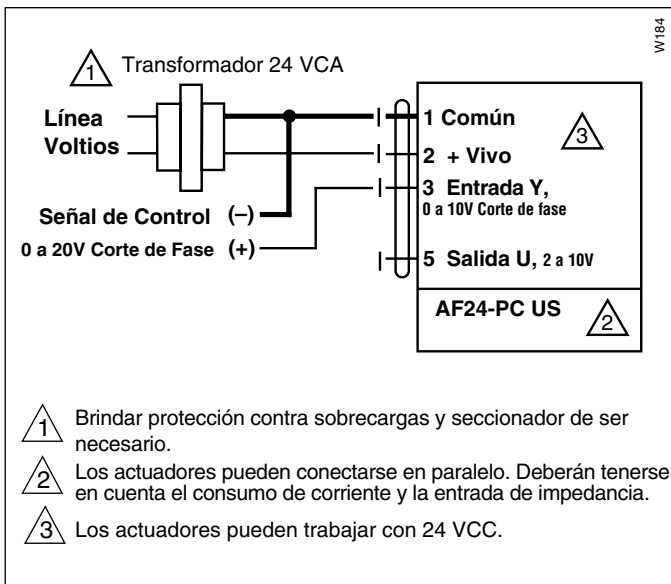 W184
1 Transformador 24 VCA
Línea
Voltios
1 Común
3
2 + Vivo
3 Entrada Y,
0 a 10V Corte de fase
Señal de Control (–)
0 a 20V Corte de Fase (+)
5 Salida U, 2 a 10V
AF24-PC US 2
1 Brindar protección contra sobrecargas y seccionador de ser
necesario.
2 Los actuadores pueden conectarse en paralelo. Deberán tenerse
en cuenta el consumo de corriente y la entrada de impedancia.
3 Los actuadores pueden trabajar con 24 VCC.